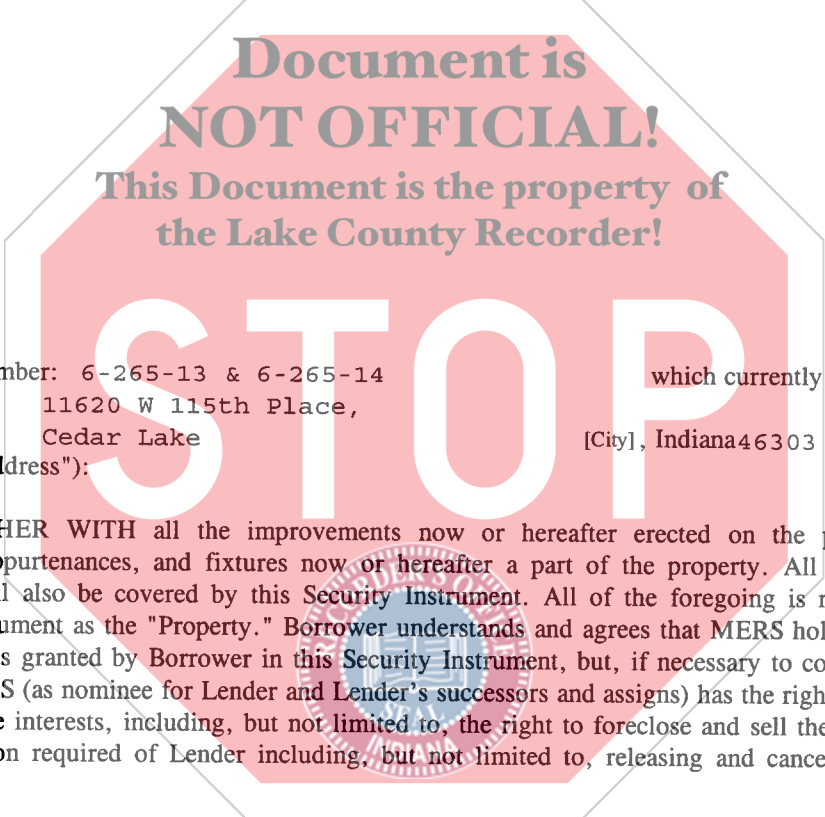 Document is
NOT OFFICIAL!
This Document is the property of
the Lake County Recorder!
STOP
mber: 6-265-13 & 6-265-14 which currently
11620 W 115th Place,
Cedar Lake [City], Indiana46303
ddress"):
HER WITH all the improvements now or hereafter erected on the
ppurtenances, and fixtures now or hereafter a part of the property. All
l also be covered by this Security Instrument. All of the foregoing is r
ument as the "Property." Borrower understands and agrees that MERS hol
s granted by Borrower in this Security Instrument, but, if necessary to co
S (as nominee for Lender and Lender's successors and assigns) has the righ
e interests, including, but not limited to, the right to foreclose and sell the
on required of Lender including, but not limited to, releasing and cance
RECORDER'S OFFICE
SEAL
INDIANA